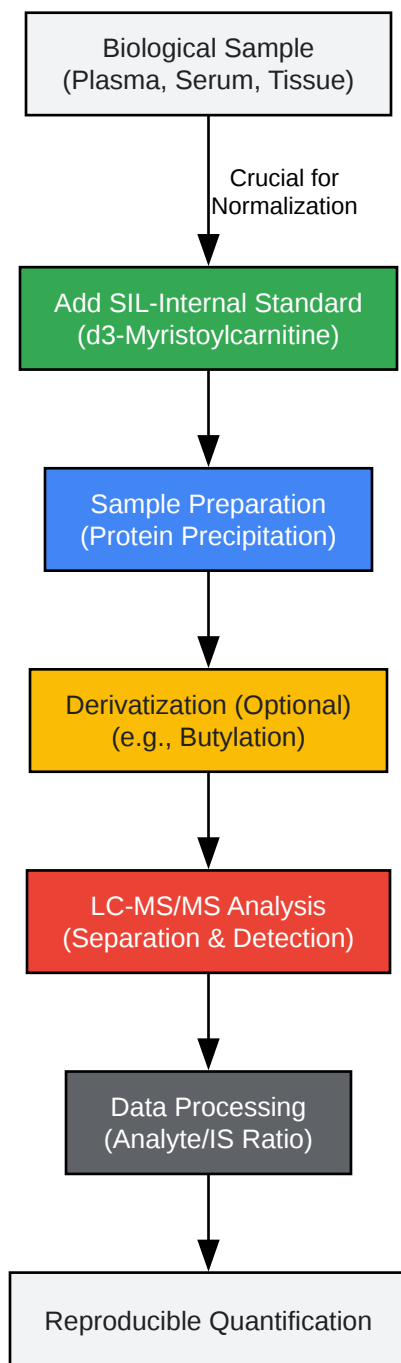 Biological Sample
(Plasma, Serum, Tissue)
Crucial for
Normalization
Add SIL-Internal Standard
(d3-Myristoylcarnitine)
Sample Preparation
(Protein Precipitation)
Derivatization (Optional)
(e.g., Butylation)
LC-MS/MS Analysis
(Separation & Detection)
Data Processing
(Analyte/IS Ratio)
Reproducible Quantification